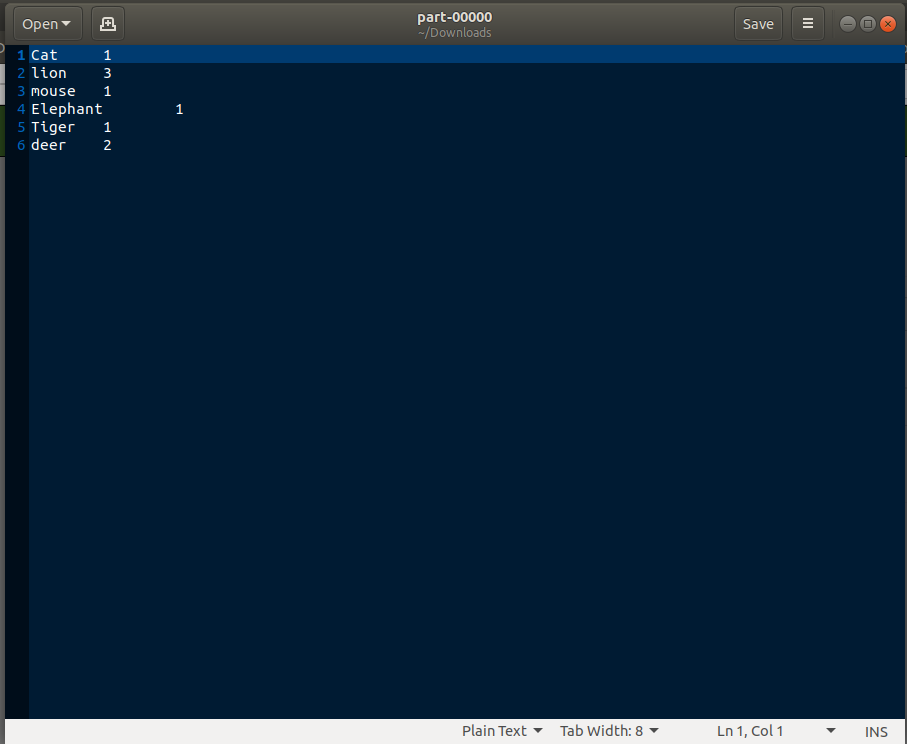 Open
part-00000
~/Downloads
Save
1 Cat 1
2 lion 3
3 mouse 1
4 Elephant 1
5 Tiger 1
6 deer 2
Plain Text Tab Width: 8 Ln 1, Col 1 INS